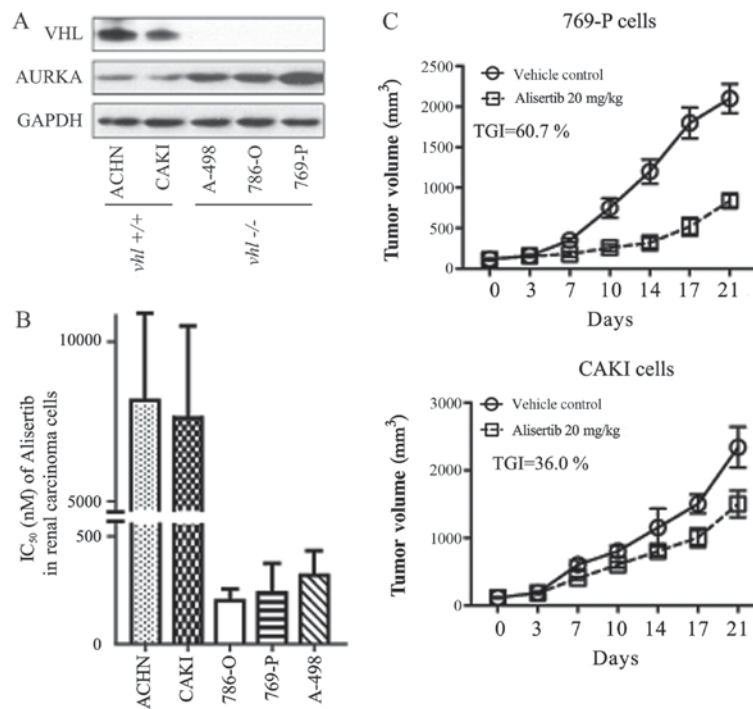 A
VHL
AURKA
GAPDH
ACHN
CAKI
A-498
786-O
769-P
vhl +/+
vhl -/-
B
IC₅₀ (nM) of Alisertib
in renal carcinoma cells
10000
5000
500
0
ACHN
CAKI
786-O
769-P
A-498
C
769-P cells
Tumor volume (mm³)
2500
2000
1500
1000
500
0
Vehicle control
Alisertib 20 mg/kg
TGI=60.7 %
0 3 7 10 14 17 21
Days
CAKI cells
Tumor volume (mm³)
3000
2000
1000
0
Vehicle control
Alisertib 20 mg/kg
TGI=36.0 %
0 3 7 10 14 17 21
Days